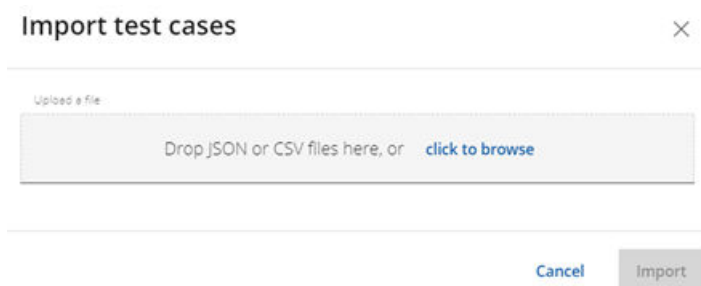 Import test cases
Upload a file
Drop JSON or CSV files here, or click to browse
Cancel Import